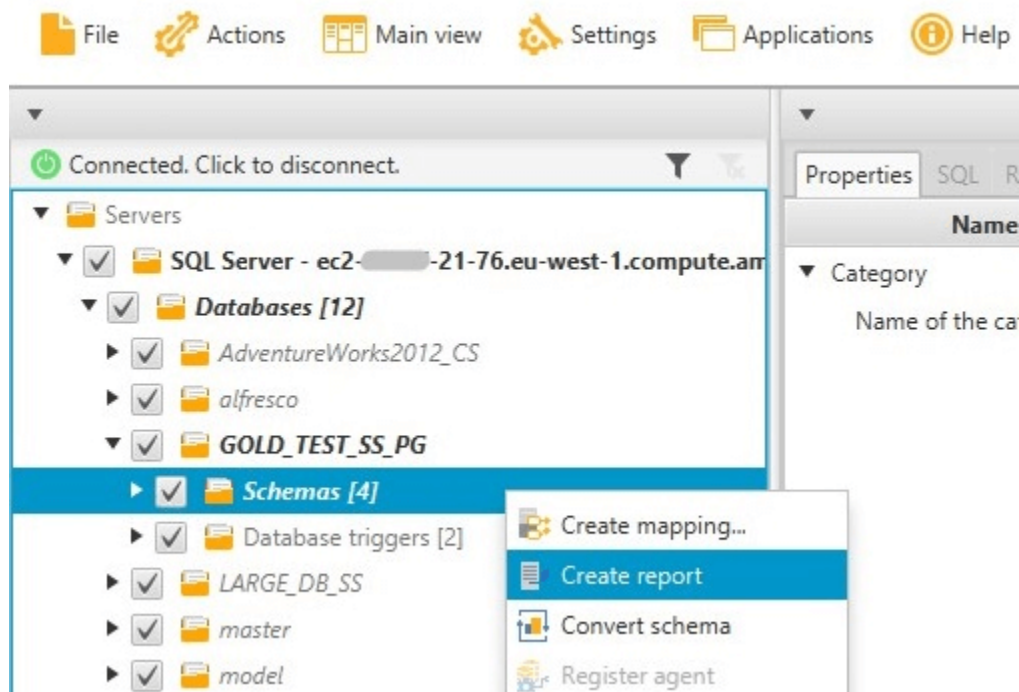 File Actions Main view Settings Applications Help
Connected. Click to disconnect.
Properties SQL R
Servers
Name
SQL Server - ec2- -21-76.eu-west-1.compute.am
Category
Databases [12]
Name of the cat
AdventureWorks2012_CS
alfresco
GOLD_TEST_SS_PG
Schemas [4]
Create mapping...
Database triggers [2]
Create report
LARGE_DB_SS
master
Convert schema
model
Register agent